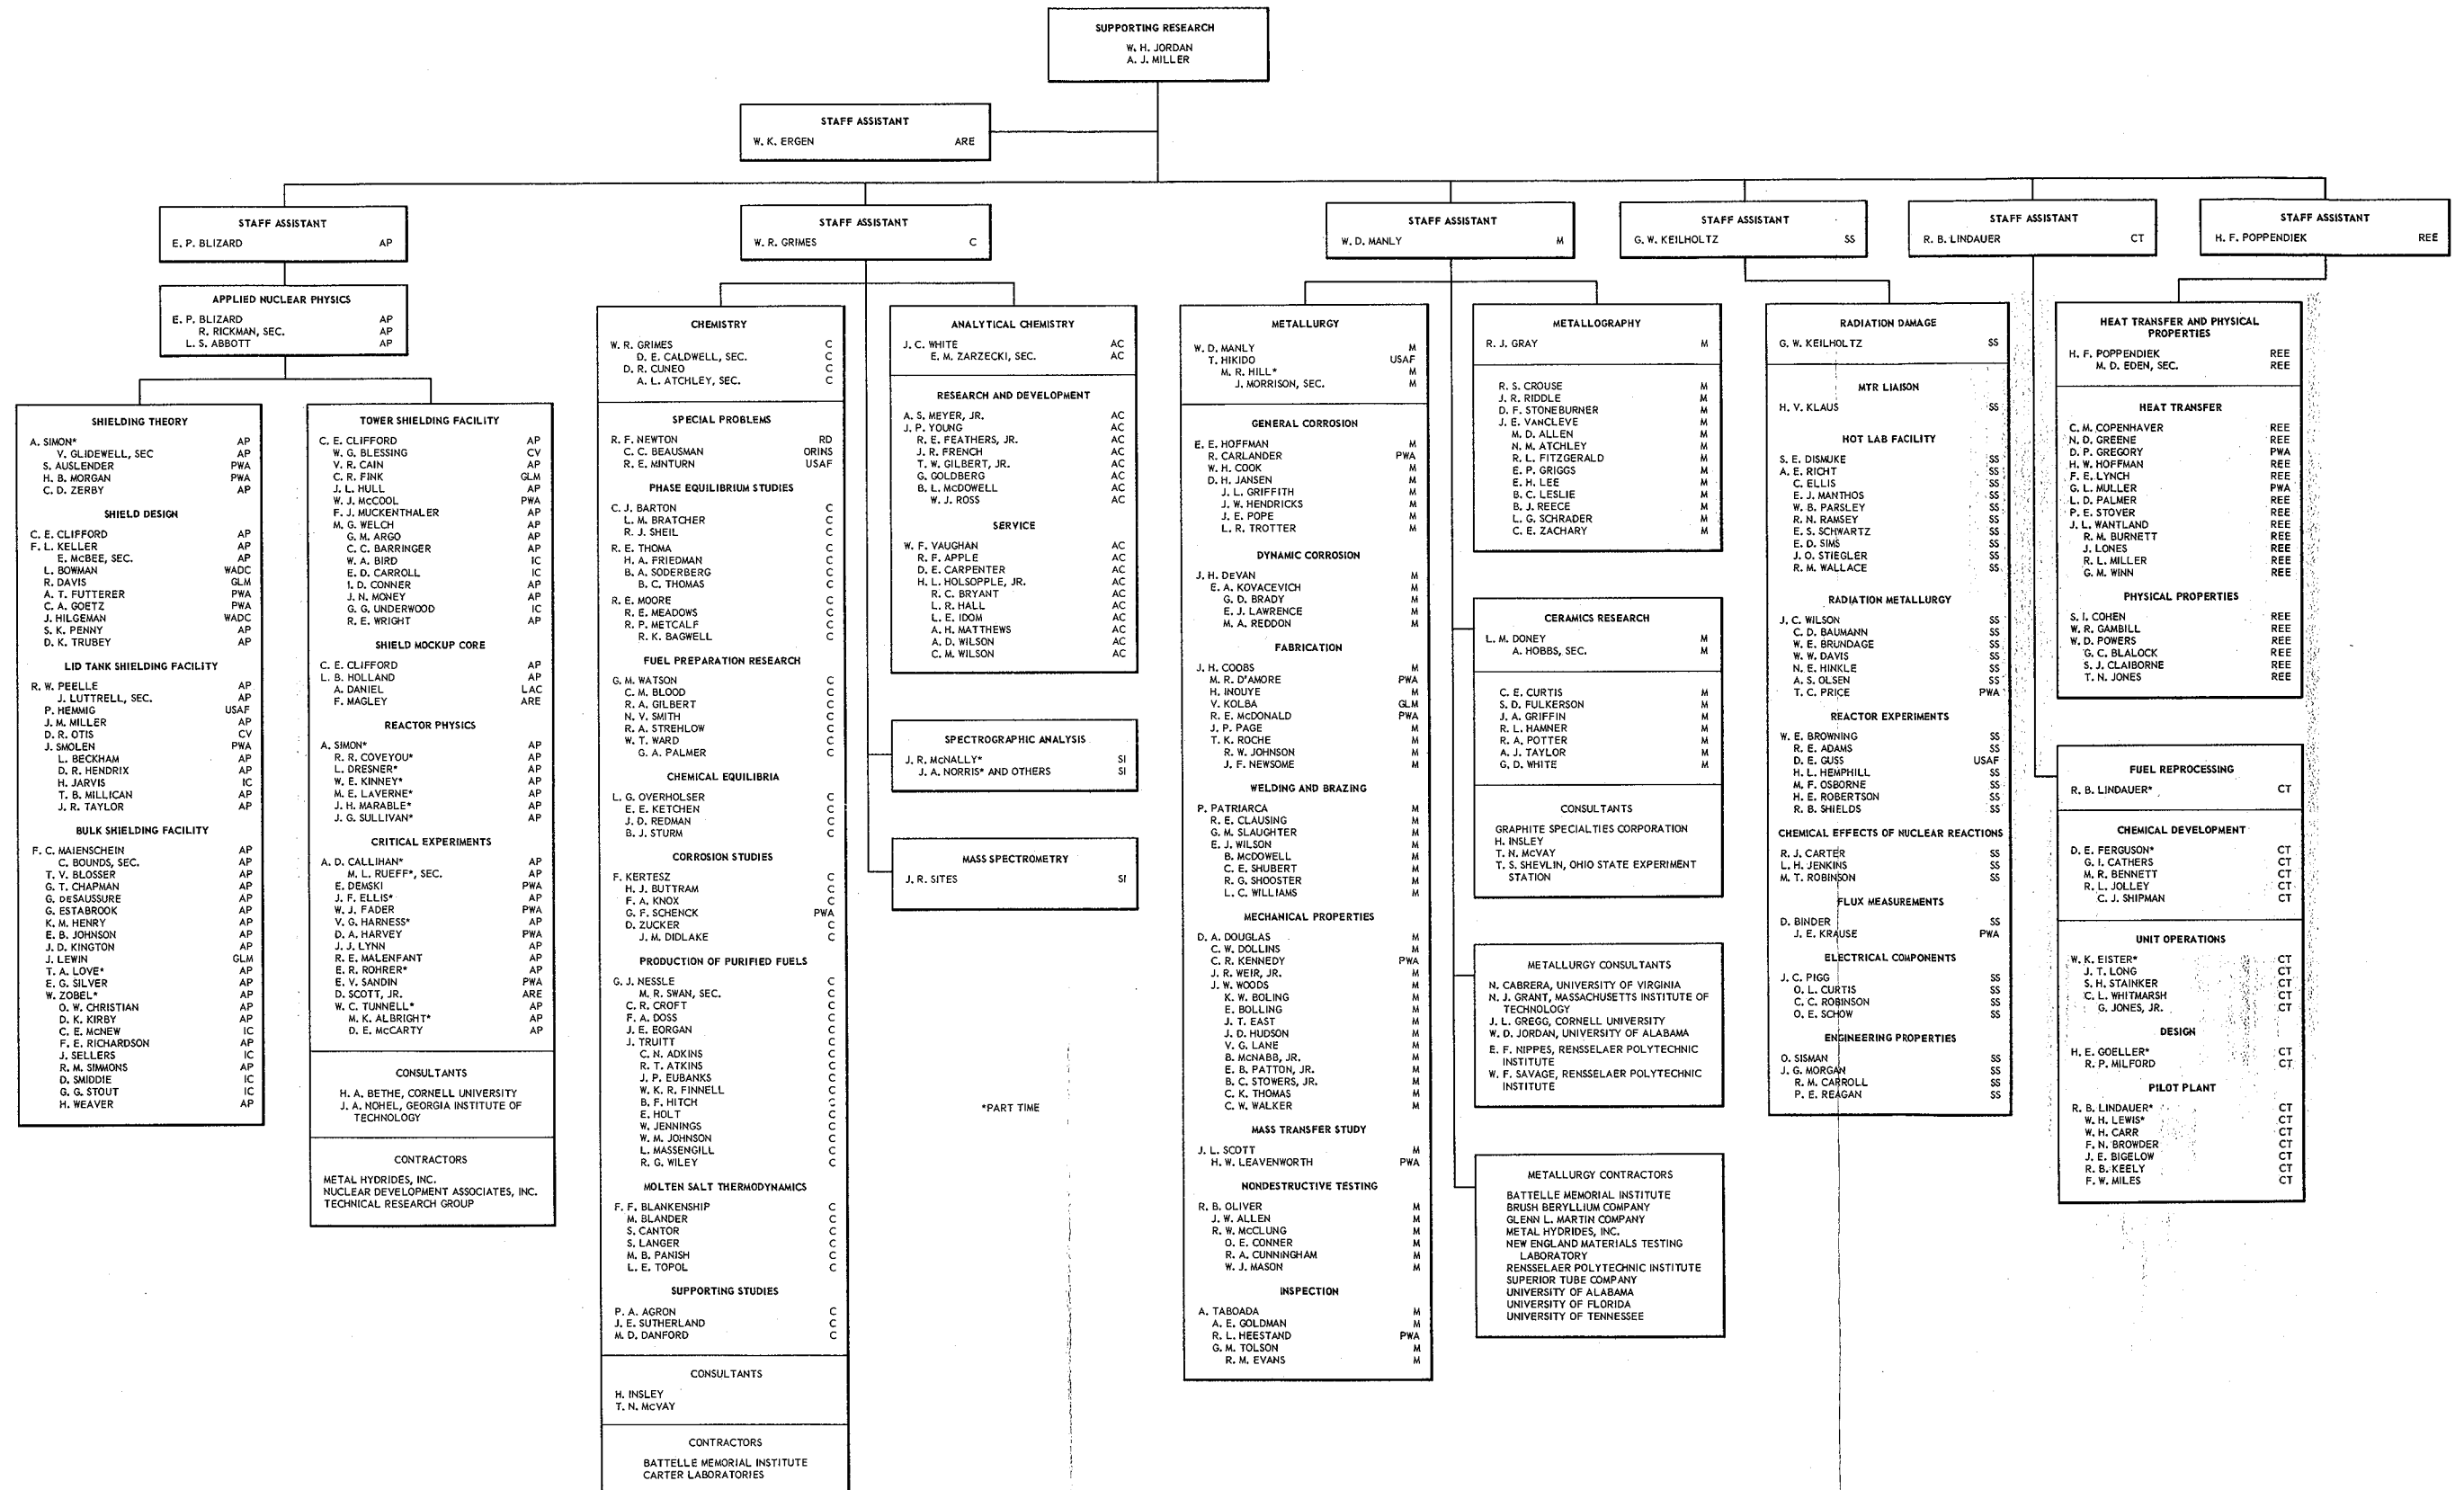 SUPPORTING RESEARCH
W. H. JORDAN
A. J. MILLER
STAFF ASSISTANT
W. K. ERGEN ARE
STAFF ASSISTANT
E. P. BLIZARD AP
APPLIED NUCLEAR PHYSICS
E. P. BLIZARD AP
R. RICKMAN, SEC. AP
L. S. ABBOTT AP
SHIELDING THEORY
A. SIMON* AP
V. GLIDEWELL, SEC AP
S. AUSLENDER PWA
H. B. MORGAN PWA
C. D. ZERBY AP
SHIELD DESIGN
C. E. CLIFFORD AP
F. L. KELLER AP
E. McBEE, SEC. AP
L. BOWMAN WADC
R. DAVIS GLM
A. T. FUTTERER PWA
C. A. GOETZ PWA
J. HILGEMAN WADC
S. K. PENNY AP
D. K. TRUBEY AP
LID TANK SHIELDING FACILITY
R. W. PEELLE AP
J. LUTTRELL, SEC. AP
P. HEMMIG USAF
J. M. MILLER AP
D. R. OTIS CV
J. SMOLEN PWA
L. BECKHAM AP
D. R. HENDRIX AP
H. JARVIS IC
T. B. MILLICAN AP
J. R. TAYLOR AP
BULK SHIELDING FACILITY
F. C. MAIENSCHEIN AP
C. BOUNDS, SEC. AP
T. V. BLOSSER AP
G. T. CHAPMAN AP
G. DESAUSSURE AP
G. ESTABROOK AP
K. M. HENRY AP
E. B. JOHNSON AP
J. D. KINGTON AP
J. LEWIN GLM
T. A. LOVE* AP
E. G. SILVER AP
W. ZOBEL* AP
O. W. CHRISTIAN AP
D. K. KIRBY AP
C. E. McNEW IC
F. E. RICHARDSON AP
J. SELLERS IC
R. M. SIMMONS AP
D. SMIDDIE IC
G. G. STOUT IC
H. WEAVER AP
TOWER SHIELDING FACILITY
C. E. CLIFFORD AP
W. G. BLESSING CV
V. R. CAIN AP
C. R. FINK GLM
J. L. HULL AP
W. J. McCOOL PWA
F. J. MUCKENTHALER AP
M. G. WELCH AP
G. M. ARGO AP
C. C. BARRINGER AP
W. A. BIRD IC
E. D. CARROLL IC
I. D. CONNER AP
J. N. MONEY AP
G. G. UNDERWOOD IC
R. E. WRIGHT AP
SHIELD MOCKUP CORE
C. E. CLIFFORD AP
L. B. HOLLAND AP
A. DANIEL LAC
F. MAGLEY ARE
REACTOR PHYSICS
A. SIMON* AP
R. R. COVEYOU* AP
L. DRESNER* AP
W. E. KINNEY* AP
M. E. LAVERNE* AP
J. H. MARABLE* AP
J. G. SULLIVAN* AP
CRITICAL EXPERIMENTS
A. D. CALLIHAN* AP
M. L. RUEFF*, SEC. AP
E. DEMSKI PWA
J. F. ELLIS* AP
W. J. FADER PWA
V. G. HARNESS* AP
D. A. HARVEY PWA
J. J. LYNN AP
R. E. MALENFANT AP
E. R. ROHRER* AP
E. V. SANDIN PWA
D. SCOTT, JR. ARE
W. C. TUNNELL* AP
M. K. ALBRIGHT* AP
D. E. McCARTY AP
CONSULTANTS
H. A. BETHE, CORNELL UNIVERSITY
J. A. NOHEL, GEORGIA INSTITUTE OF
TECHNOLOGY
CONTRACTORS
METAL HYDRIDES, INC.
NUCLEAR DEVELOPMENT ASSOCIATES, INC.
TECHNICAL RESEARCH GROUP
STAFF ASSISTANT
W. R. GRIMES C
CHEMISTRY
W. R. GRIMES C
D. E. CALDWELL, SEC. C
D. R. CUNEO C
A. L. ATCHLEY, SEC. C
SPECIAL PROBLEMS
R. F. NEWTON RD
C. C. BEAUSMAN ORINS
R. E. MINTURN USAF
PHASE EQUILIBRIUM STUDIES
C. J. BARTON C
L. M. BRATCHER C
R. J. SHEIL C
R. E. THOMA C
H. A. FRIEDMAN C
B. A. SODERBERG C
B. C. THOMAS C
R. E. MOORE C
R. E. MEADOWS C
R. P. METCALF C
R. K. BAGWELL C
FUEL PREPARATION RESEARCH
G. M. WATSON C
C. M. BLOOD C
R. A. GILBERT C
N. V. SMITH C
R. A. STREHLOW C
W. T. WARD C
G. A. PALMER C
CHEMICAL EQUILIBRIA
L. G. OVERHOLSER C
E. E. KETCHEN C
J. D. REDMAN C
B. J. STURM C
CORROSION STUDIES
F. KERTESZ C
H. J. BUTTRAM C
F. A. KNOX C
G. F. SCHENCK PWA
D. ZUCKER C
J. M. DIDLAKE C
PRODUCTION OF PURIFIED FUELS
G. J. NESSLE C
M. R. SWAN, SEC. C
C. R. CROFT C
F. A. DOSS C
J. E. EORGAN C
J. TRUITT C
C. N. ADKINS C
R. T. ATKINS C
J. P. EUBANKS C
W. K. R. FINNELL C
B. F. HITCH C
E. HOLT C
W. JENNINGS C
W. M. JOHNSON C
L. MASSENGILL C
R. G. WILEY C
MOLTEN SALT THERMODYNAMICS
F. F. BLANKENSHIP C
M. BLANDER C
S. CANTOR C
S. LANGER C
M. B. PANISH C
L. E. TOPOL C
SUPPORTING STUDIES
P. A. AGRON C
J. E. SUTHERLAND C
M. D. DANFORD C
CONSULTANTS
H. INSLEY
T. N. McVAY
CONTRACTORS
BATTELLE MEMORIAL INSTITUTE
CARTER LABORATORIES
ANALYTICAL CHEMISTRY
J. C. WHITE AC
E. M. ZARZECKI, SEC. AC
RESEARCH AND DEVELOPMENT
A. S. MEYER, JR. AC
J. P. YOUNG AC
R. E. FEATHERS, JR. AC
J. R. FRENCH AC
T. W. GILBERT, JR. AC
G. GOLDBERG AC
B. L. McDOWELL AC
W. J. ROSS AC
SERVICE
W. F. VAUGHAN AC
R. F. APPLE AC
D. E. CARPENTER AC
H. L. HOLSOPPLE, JR. AC
R. C. BRYANT AC
L. R. HALL AC
L. E. IDOM AC
A. H. MATTHEWS AC
A. D. WILSON AC
C. M. WILSON AC
SPECTROGRAPHIC ANALYSIS
J. R. McNALLY* SI
J. A. NORRIS* AND OTHERS SI
MASS SPECTROMETRY
J. R. SITES SI
*PART TIME
STAFF ASSISTANT
W. D. MANLY M
METALLURGY
W. D. MANLY M
T. HIKIDO USAF
M. R. HILL* M
J. MORRISON, SEC. M
GENERAL CORROSION
E. E. HOFFMAN M
R. CARLANDER PWA
W. H. COOK M
D. H. JANSEN M
J. L. GRIFFITH M
J. W. HENDRICKS M
J. E. POPE M
L. R. TROTTER M
DYNAMIC CORROSION
J. H. DEVAN M
E. A. KOVACEVICH M
G. D. BRADY M
E. J. LAWRENCE M
M. A. REDDON M
FABRICATION
J. H. COOBS M
M. R. D'AMORE PWA
H. INOUYE M
V. KOLBA GLM
R. E. McDONALD PWA
J. P. PAGE M
T. K. ROCHE M
R. W. JOHNSON M
J. F. NEWSOME M
WELDING AND BRAZING
P. PATRIARCA M
R. E. CLAUSING M
G. M. SLAUGHTER M
E. J. WILSON M
B. McDOWELL M
C. E. SHUBERT M
R. G. SHOOSTER M
L. C. WILLIAMS M
MECHANICAL PROPERTIES
D. A. DOUGLAS M
C. W. DOLLINS M
C. R. KENNEDY PWA
J. R. WEIR, JR. M
J. W. WOODS M
K. W. BOLING M
E. BOLLING M
J. T. EAST M
J. D. HUDSON M
V. G. LANE M
B. McNABB, JR. M
E. B. PATTON, JR. M
B. C. STOWERS, JR. M
C. K. THOMAS M
C. W. WALKER M
MASS TRANSFER STUDY
J. L. SCOTT M
H. W. LEAVENWORTH PWA
NONDESTRUCTIVE TESTING
R. B. OLIVER M
J. W. ALLEN M
R. W. McCLUNG M
O. E. CONNER M
R. A. CUNNINGHAM M
W. J. MASON M
INSPECTION
A. TABOADA M
A. E. GOLDMAN M
R. L. HEESTAND PWA
G. M. TOLSON M
R. M. EVANS M
METALLOGRAPHY
R. J. GRAY M
R. S. CROUSE M
J. R. RIDDLE M
D. F. STONEBURNER M
J. E. VANCLEVE M
M. D. ALLEN M
N. M. ATCHLEY M
R. L. FITZGERALD M
E. P. GRIGGS M
E. H. LEE M
B. C. LESLIE M
B. J. REECE M
L. G. SCHRADER M
C. E. ZACHARY M
CERAMICS RESEARCH
L. M. DONEY M
A. HOBBS, SEC. M
C. E. CURTIS M
S. D. FULKERSON M
J. A. GRIFFIN M
R. L. HAMNER M
R. A. POTTER M
A. J. TAYLOR M
G. D. WHITE M
CONSULTANTS
GRAPHITE SPECIALTIES CORPORATION
H. INSLEY
T. N. McVAY
T. S. SHEVLIN, OHIO STATE EXPERIMENT
STATION
METALLURGY CONSULTANTS
N. CABRERA, UNIVERSITY OF VIRGINIA
N. J. GRANT, MASSACHUSETTS INSTITUTE OF
TECHNOLOGY
J. L. GREGG, CORNELL UNIVERSITY
W. D. JORDAN, UNIVERSITY OF ALABAMA
E. F. NIPPES, RENSSELAER POLYTECHNIC
INSTITUTE
W. F. SAVAGE, RENSSELAER POLYTECHNIC
INSTITUTE
METALLURGY CONTRACTORS
BATTELLE MEMORIAL INSTITUTE
BRUSH BERYLLIUM COMPANY
GLENN L. MARTIN COMPANY
METAL HYDRIDES, INC.
NEW ENGLAND MATERIALS TESTING
LABORATORY
RENSSELAER POLYTECHNIC INSTITUTE
SUPERIOR TUBE COMPANY
UNIVERSITY OF ALABAMA
UNIVERSITY OF FLORIDA
UNIVERSITY OF TENNESSEE
STAFF ASSISTANT
G. W. KEILHOLTZ SS
RADIATION DAMAGE
G. W. KEILHOLTZ SS
MTR LIAISON
H. V. KLAUS SS
HOT LAB FACILITY
S. E. DISMUKE SS
A. E. RICHT SS
C. ELLIS SS
E. J. MANTHOS SS
W. B. PARSLEY SS
R. N. RAMSEY SS
E. S. SCHWARTZ SS
E. D. SIMS SS
J. O. STIEGLER SS
R. M. WALLACE SS
RADIATION METALLURGY
J. C. WILSON SS
C. D. BAUMANN SS
W. E. BRUNDAGE SS
W. W. DAVIS SS
N. E. HINKLE SS
A. S. OLSEN SS
T. C. PRICE PWA
REACTOR EXPERIMENTS
W. E. BROWNING SS
R. E. ADAMS SS
D. E. GUSS USAF
H. L. HEMPHILL SS
M. F. OSBORNE SS
H. E. ROBERTSON SS
R. B. SHIELDS SS
CHEMICAL EFFECTS OF NUCLEAR REACTIONS
R. J. CARTER SS
L. H. JENKINS SS
M. T. ROBINSON SS
FLUX MEASUREMENTS
D. BINDER SS
J. E. KRAUSE PWA
ELECTRICAL COMPONENTS
J. C. PIGG SS
O. L. CURTIS SS
C. C. ROBINSON SS
O. E. SCHOW SS
ENGINEERING PROPERTIES
O. SISMAN SS
J. G. MORGAN SS
R. M. CARROLL SS
P. E. REAGAN SS
STAFF ASSISTANT
R. B. LINDAUER CT
STAFF ASSISTANT
H. F. POPPENDIEK REE
HEAT TRANSFER AND PHYSICAL
PROPERTIES
H. F. POPPENDIEK REE
M. D. EDEN, SEC. REE
HEAT TRANSFER
C. M. COPENHAVER REE
N. D. GREENE REE
D. P. GREGORY PWA
H. W. HOFFMAN REE
F. E. LYNCH REE
G. L. MULLER PWA
L. D. PALMER REE
P. E. STOVER REE
J. L. WANTLAND REE
R. M. BURNETT REE
J. LONES REE
R. L. MILLER REE
G. M. WINN REE
PHYSICAL PROPERTIES
S. I. COHEN REE
W. R. GAMBILL REE
W. D. POWERS REE
G. C. BLALOCK REE
S. J. CLAIBORNE REE
T. N. JONES REE
FUEL REPROCESSING
R. B. LINDAUER* CT
CHEMICAL DEVELOPMENT
D. E. FERGUSON* CT
G. I. CATHERS CT
M. R. BENNETT CT
R. L. JOLLEY CT
C. J. SHIPMAN CT
UNIT OPERATIONS
W. K. EISTER* CT
J. T. LONG CT
S. H. STAINKER CT
C. L. WHITMARSH CT
G. JONES, JR. CT
DESIGN
H. E. GOELLER* CT
R. P. MILFORD CT
PILOT PLANT
R. B. LINDAUER* CT
W. H. LEWIS* CT
W. H. CARR CT
F. N. BROWDER CT
J. E. BIGELOW CT
R. B. KEELY CT
F. W. MILES CT